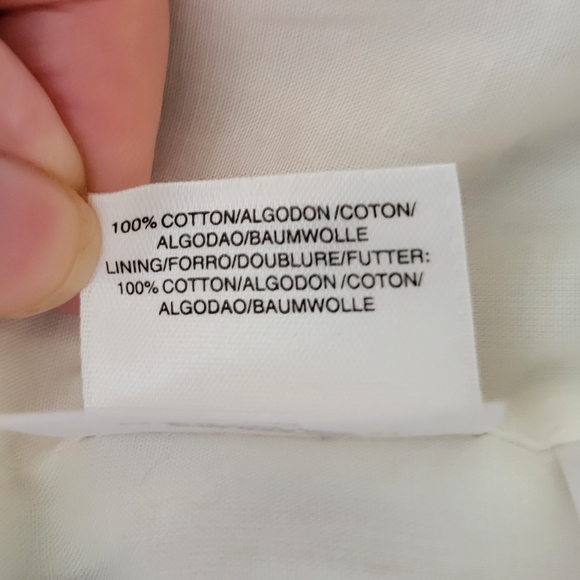 100% COTTON/ALGODON /COTON/
ALGODAO/BAUMWOLLE
LINING/FORRO/DOUBLURE/FUTTER:
100% COTTON/ALGODON /COTON/
ALGODAO/BAUMWOLLE